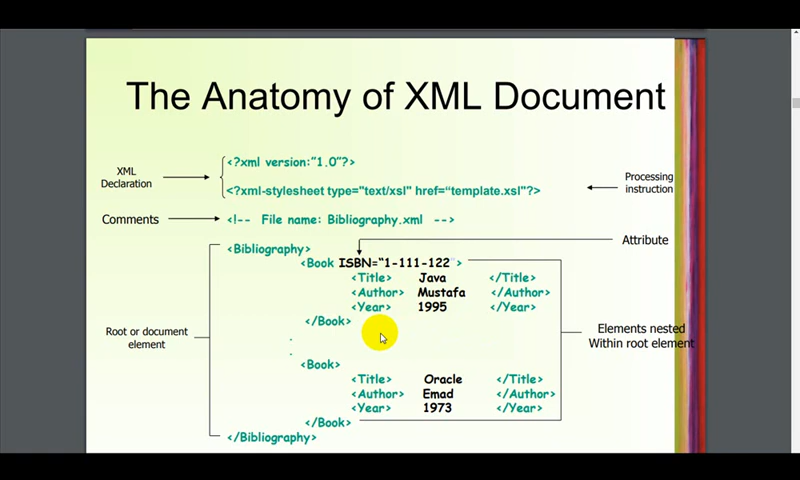 The Anatomy of XML Document
XML
Declaration
<?xml version:"1.0"?>
<?xml-stylesheet type="text/xsl" href="template.xsl"?>
Processing
instruction
Comments
<!-- File name: Bibliography.xml -->
Attribute
<Bibliography>
<Book ISBN="1-111-122 >
<Title> Java </Title>
<Author> Mustafa </Author>
<Year> 1995 </Year>
</Book>
.
.
Root or document
element
Elements nested
Within root element
<Book>
<Title> Oracle </Title>
<Author> Emad </Author>
<Year> 1973 </Year>
</Book>
</Bibliography>